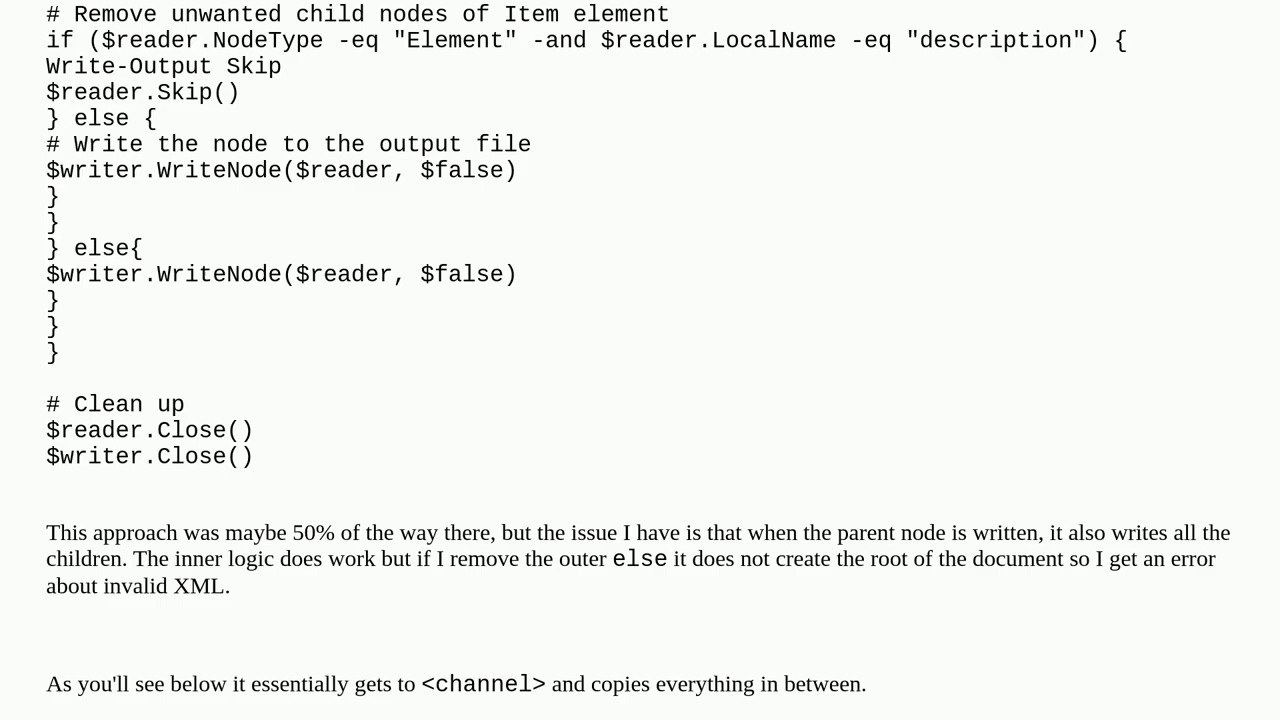 # Remove unwanted child nodes of Item element
if ($reader.NodeType -eq "Element" -and $reader.LocalName -eq "description") {
Write-Output Skip
$reader.Skip()
} else {
# Write the node to the output file
$writer.WriteNode($reader, $false)
}
}
} else{
$writer.WriteNode($reader, $false)
}
}
}
# Clean up
$reader.Close()
$writer.Close()
This approach was maybe 50% of the way there, but the issue I have is that when the parent node is written, it also writes all the
children. The inner logic does work but if I remove the outer else it does not create the root of the document so I get an error
about invalid XML.
As you'll see below it essentially gets to <channel> and copies everything in between.